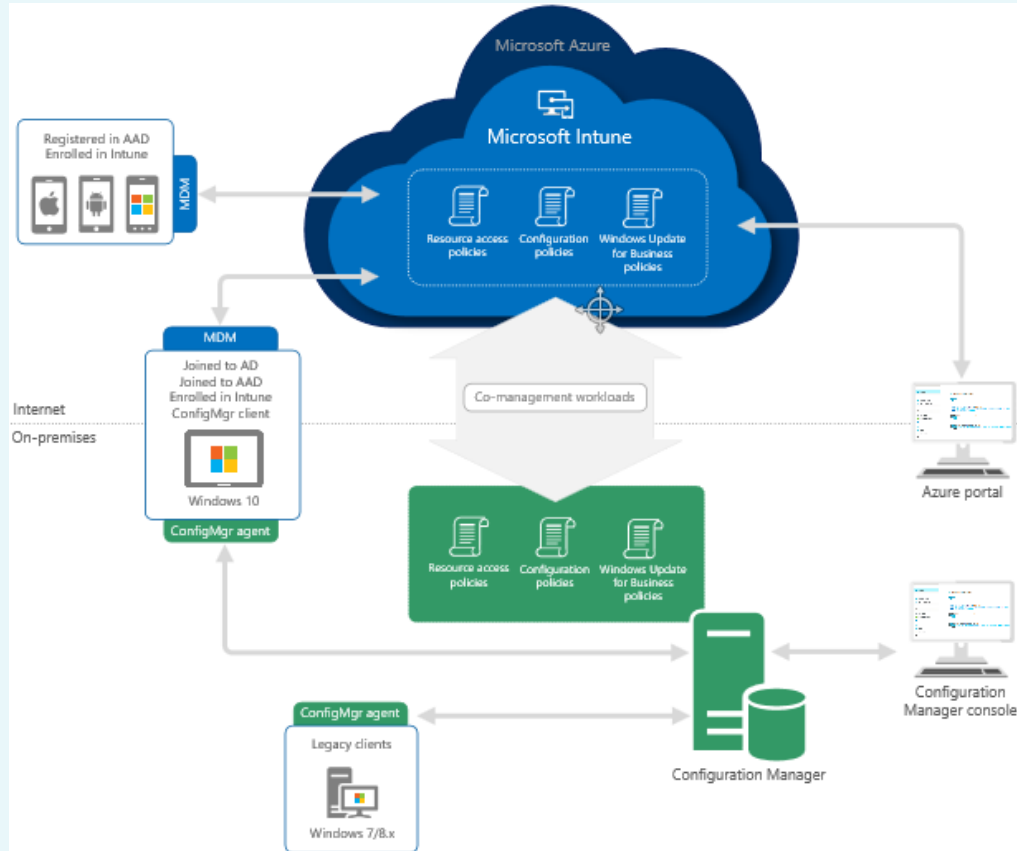 Microsoft Azure
Microsoft Intune
Registered in AAD
Enrolled in Intune
MDM
Resource access
policies
Configuration
policies
Windows Update
for Business
policies
MDM
Joined to AD
Joined to AAD
Enrolled in Intune
ConfigMgr client
Windows 10
ConfigMgr agent
Co-management workloads
Internet
On-premises
Azure portal
Resource access
policies
Configuration
policies
Windows Update
for Business
policies
Configuration
Manager console
ConfigMgr agent
Legacy clients
Windows 7/8.x
Configuration Manager